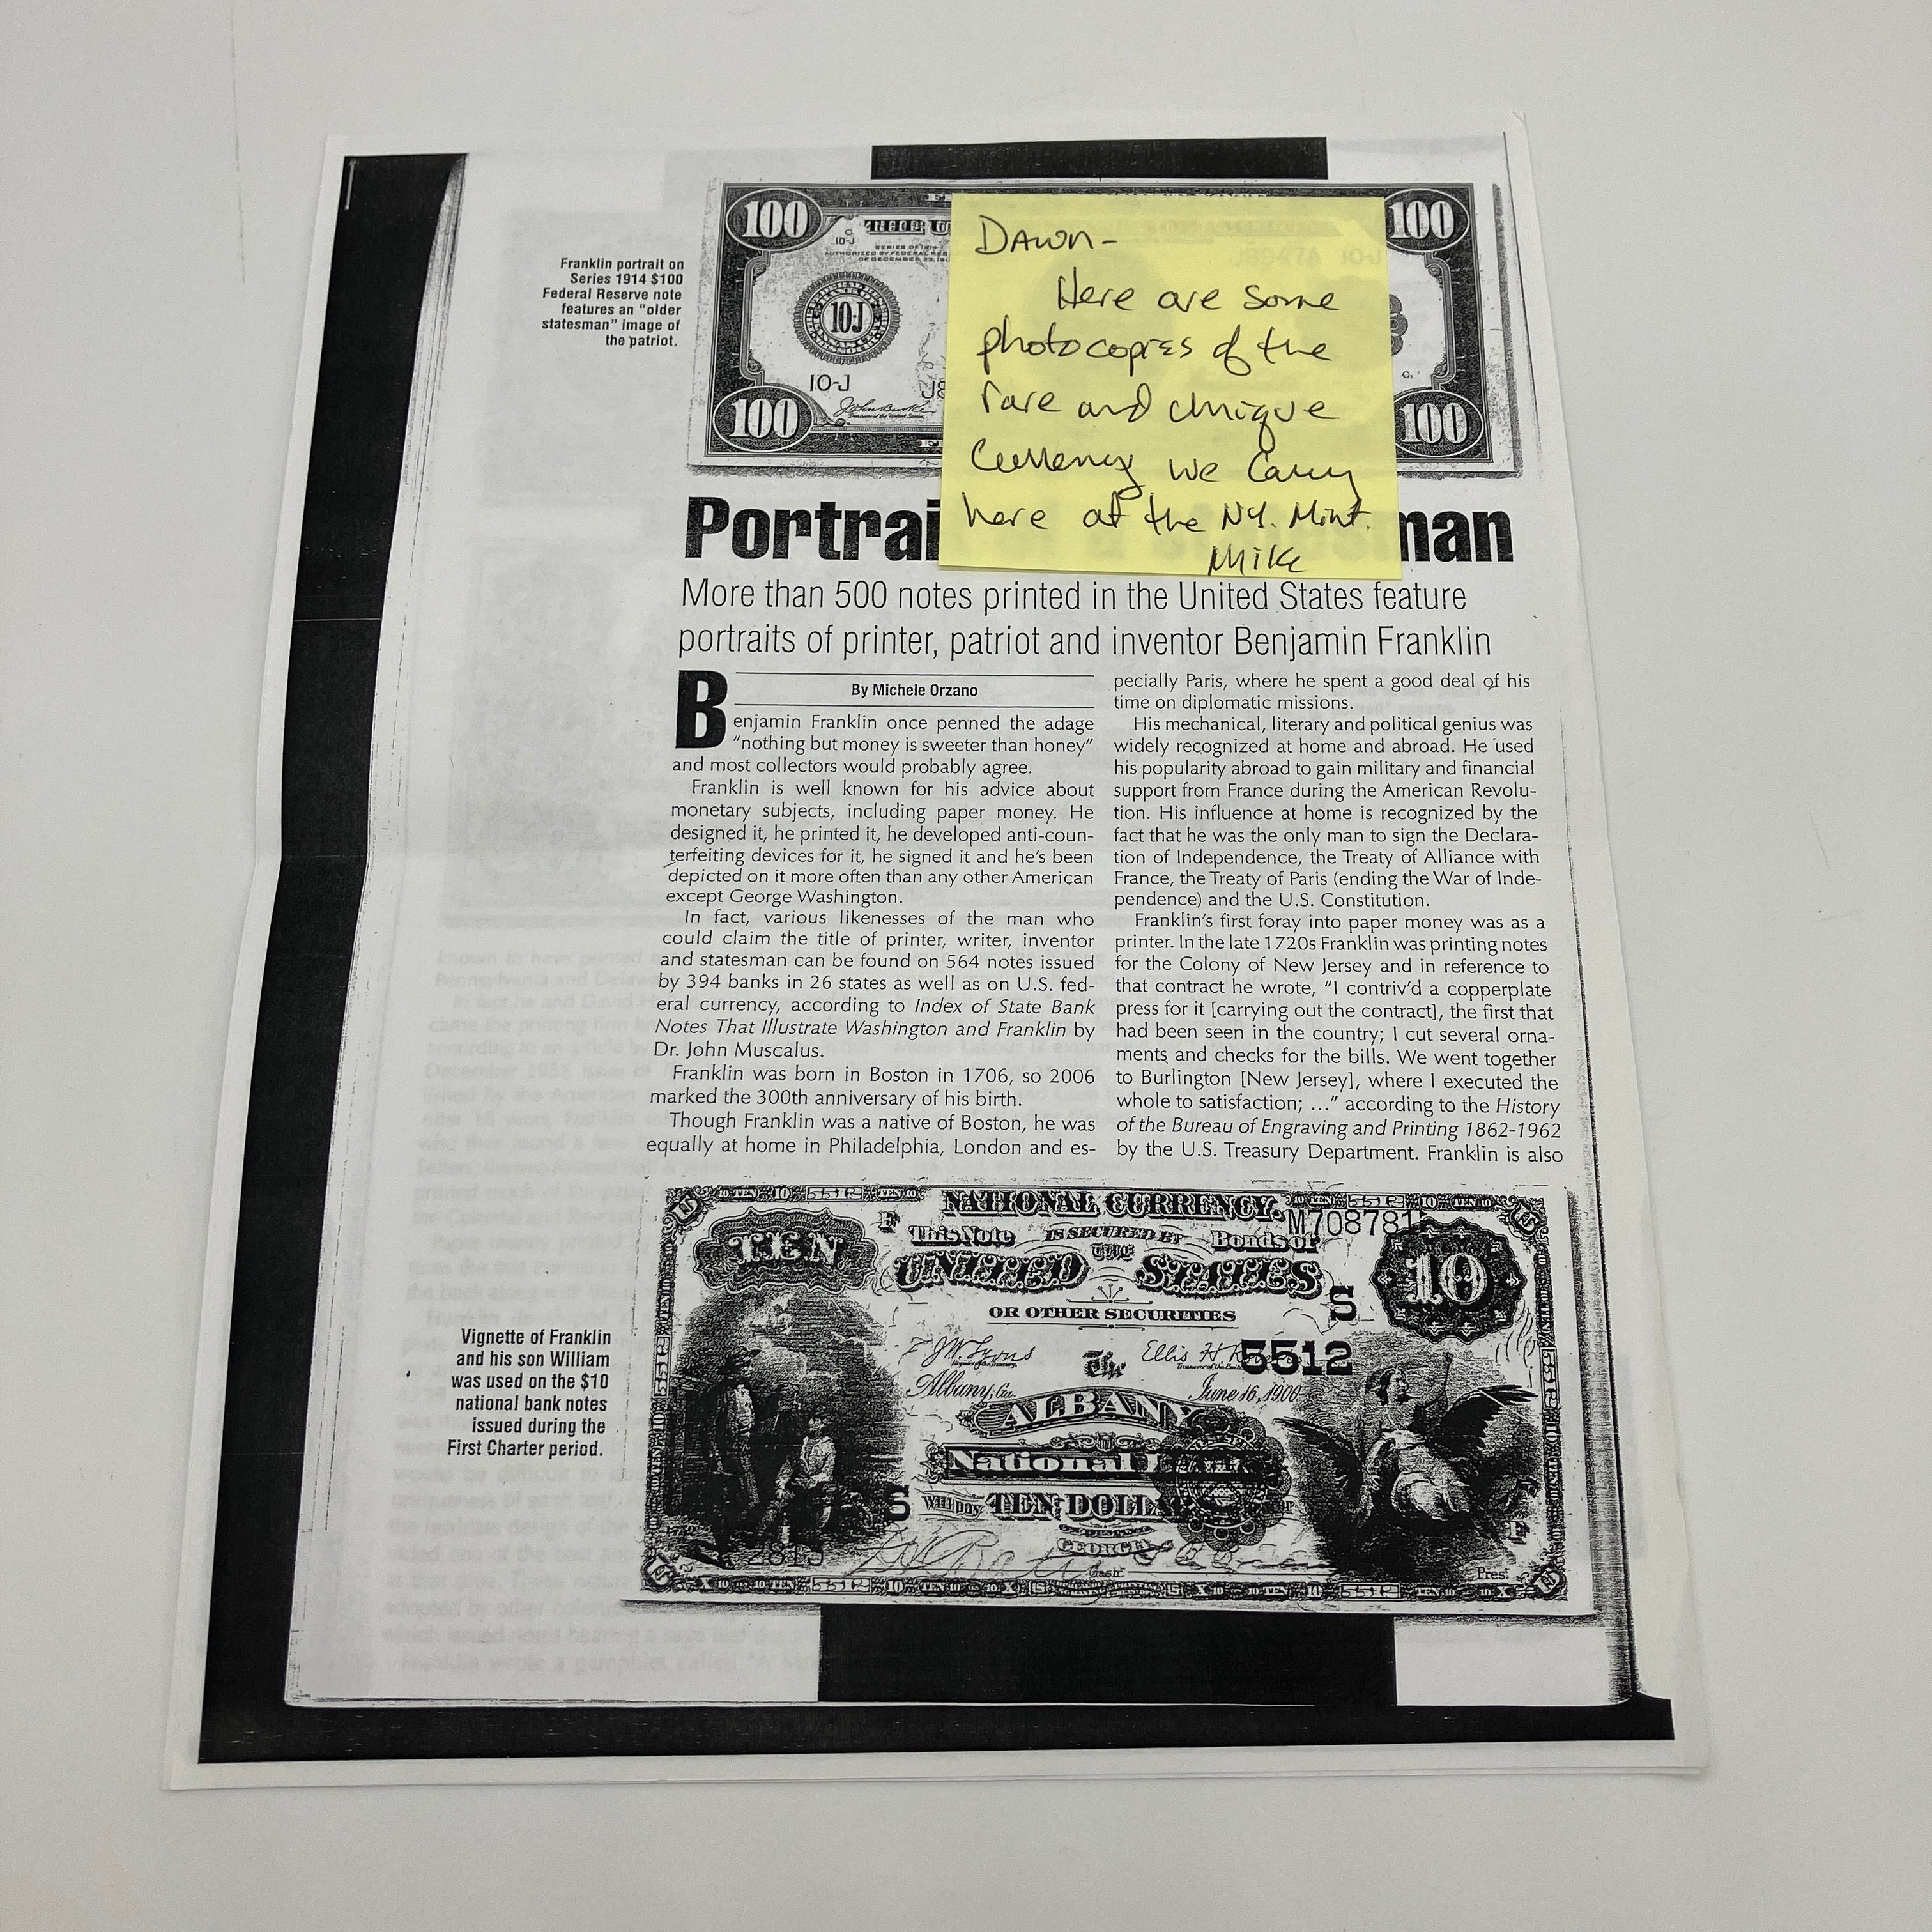 Franklin portrait on
Series 1914 $100
Federal Reserve note
features an "older
statesman" image of
the patriot.
100
100
10-J
10-J
10-J
100
100
DAWN-
Here are some
photocopies of the
rare and unique
Currency we carry
here at the N.Y. Mint.
Mike
Portrai
man
More than 500 notes printed in the United States feature
portraits of printer, patriot and inventor Benjamin Franklin
By Michele Orzano
Benjamin Franklin once penned the adage
"nothing but money is sweeter than honey"
and most collectors would probably agree.
Franklin is well known for his advice about
monetary subjects, including paper money. He
designed it, he printed it, he developed anti-coun-
terfeiting devices for it, he signed it and he's been
depicted on it more often than any other American
except George Washington.
In fact, various likenesses of the man who
could claim the title of printer, writer, inventor
and statesman can be found on 564 notes issued
by 394 banks in 26 states as well as on U.S. fed-
eral currency, according to Index of State Bank
Notes That Illustrate Washington and Franklin by
Dr. John Muscalus.
Franklin was born in Boston in 1706, so 2006
marked the 300th anniversary of his birth.
Though Franklin was a native of Boston, he was
equally at home in Philadelphia, London and es-
pecially Paris, where he spent a good deal of his
time on diplomatic missions.
His mechanical, literary and political genius was
widely recognized at home and abroad. He used
his popularity abroad to gain military and financial
support from France during the American Revolu-
tion. His influence at home is recognized by the
fact that he was the only man to sign the Declara-
tion of Independence, the Treaty of Alliance with
France, the Treaty of Paris (ending the War of Inde-
pendence) and the U.S. Constitution.
Franklin's first foray into paper money was as a
printer. In the late 1720s Franklin was printing notes
for the Colony of New Jersey and in reference to
that contract he wrote, "I contriv'd a copperplate
press for it [carrying out the contract], the first that
had been seen in the country; I cut several orna-
ments and checks for the bills. We went together
to Burlington [New Jersey], where I executed the
whole to satisfaction; ..." according to the History
of the Bureau of Engraving and Printing 1862-1962
by the U.S. Treasury Department. Franklin is also
Vignette of Franklin
and his son William
was used on the $10
national bank notes
issued during the
First Charter period.
NATIONAL CURRENCY.
M708781
This Note IS SECURED BY Bonds of
THE
UNITED STATES
OR OTHER SECURITIES
TEN
10
S
5512
The
Albany, Ga. June 16, 1900
ALBANY
National
S
WILL PAY TEN DOLLA
GEORGIA
Cash. Prest